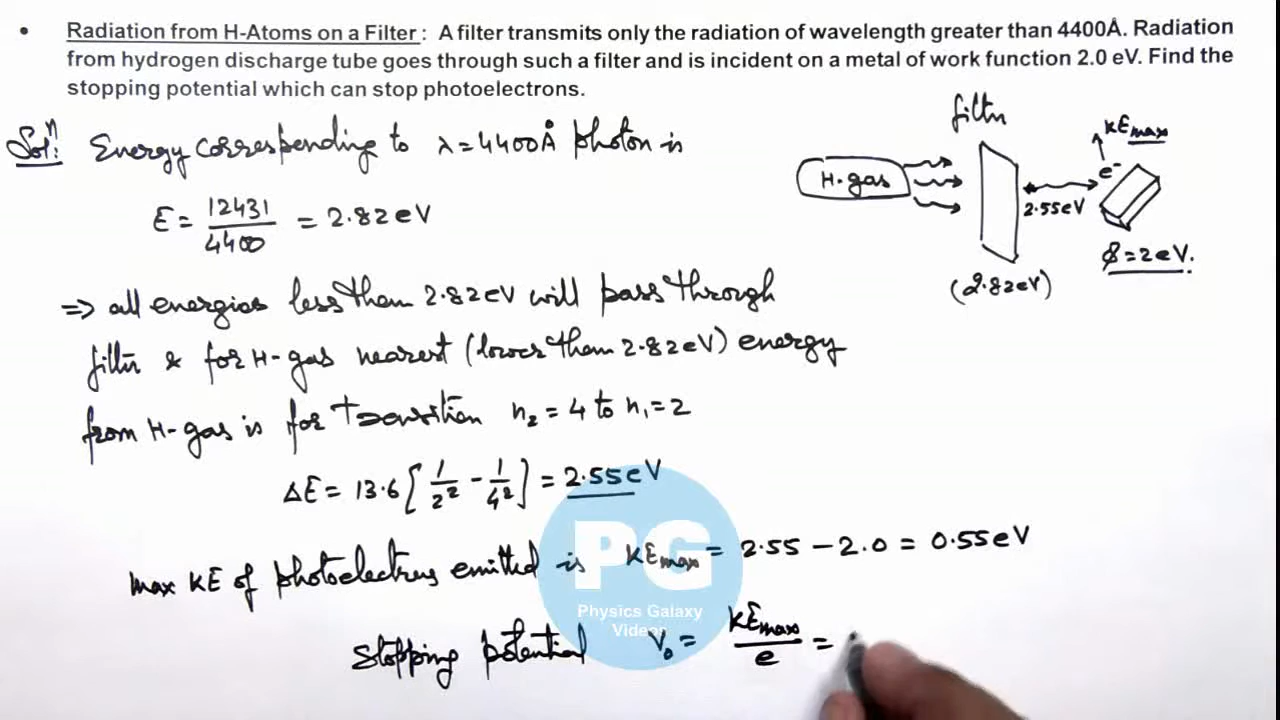 • Radiation from H-Atoms on a Filter : A filter transmits only the radiation of wavelength greater than 4400Å. Radiation
from hydrogen discharge tube goes through such a filter and is incident on a metal of work function 2.0 eV. Find the
stopping potential which can stop photoelectrons.
Solⁿ: Energy corresponding to λ=4400Å photon is
E = 12431/4400 = 2.82eV
⇒ all energies less than 2.82eV will pass through
filter & for H-gas nearest (lower than 2.82eV) energy
from H-gas is for transition n₂ = 4 to n₁ = 2
ΔE = 13.6[1/2² - 1/4²] = 2.55eV
max KE of photoelectrons emitted is KEmax = 2.55 - 2.0 = 0.55eV
Stopping potential V₀ = KEmax/e =
filter
KEmax
H-gas
e⁻
2.55eV
ϕ=2eV.
(2.82eV)
PG
Physics Galaxy
Videos